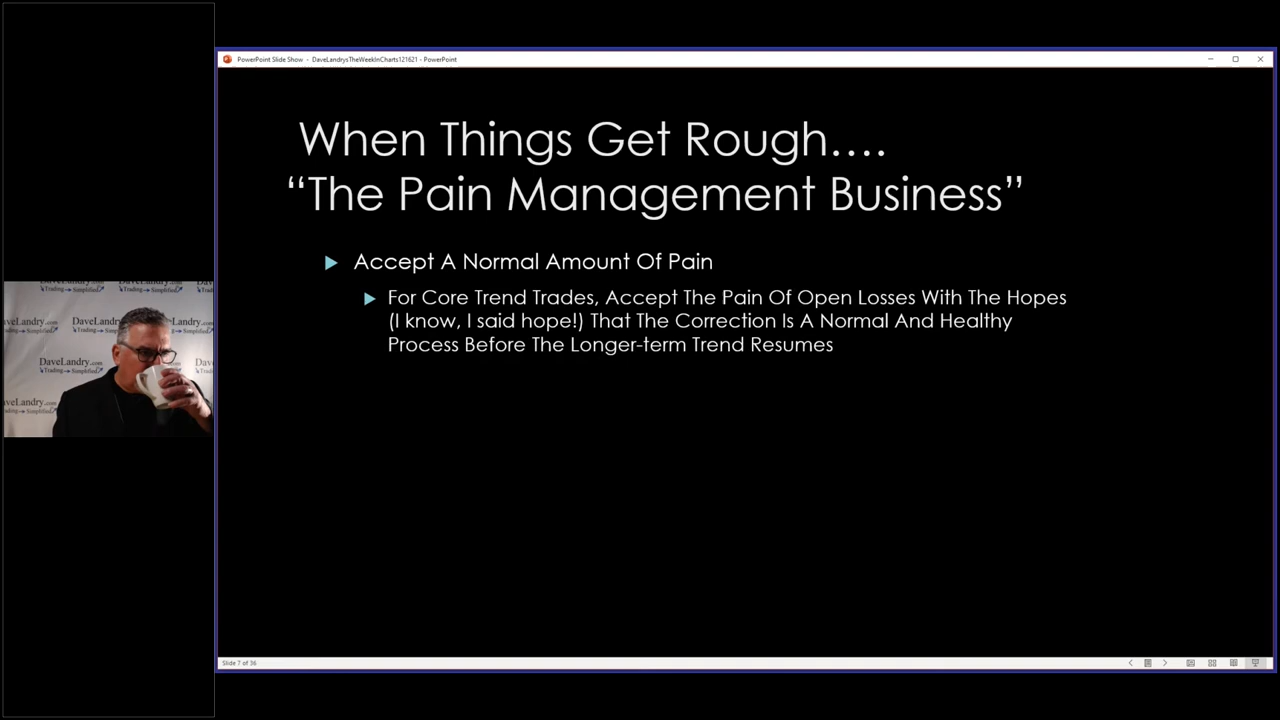 PowerPoint Slide Show - DaveLandrysTheWeekInCharts121621 - PowerPoint
When Things Get Rough....
“The Pain Management Business”
Accept A Normal Amount Of Pain
For Core Trend Trades, Accept The Pain Of Open Losses With The Hopes
(I know, I said hope!) That The Correction Is A Normal And Healthy
Process Before The Longer-term Trend Resumes
DaveLandry.com
Trading Simplified
Slide 7 of 36